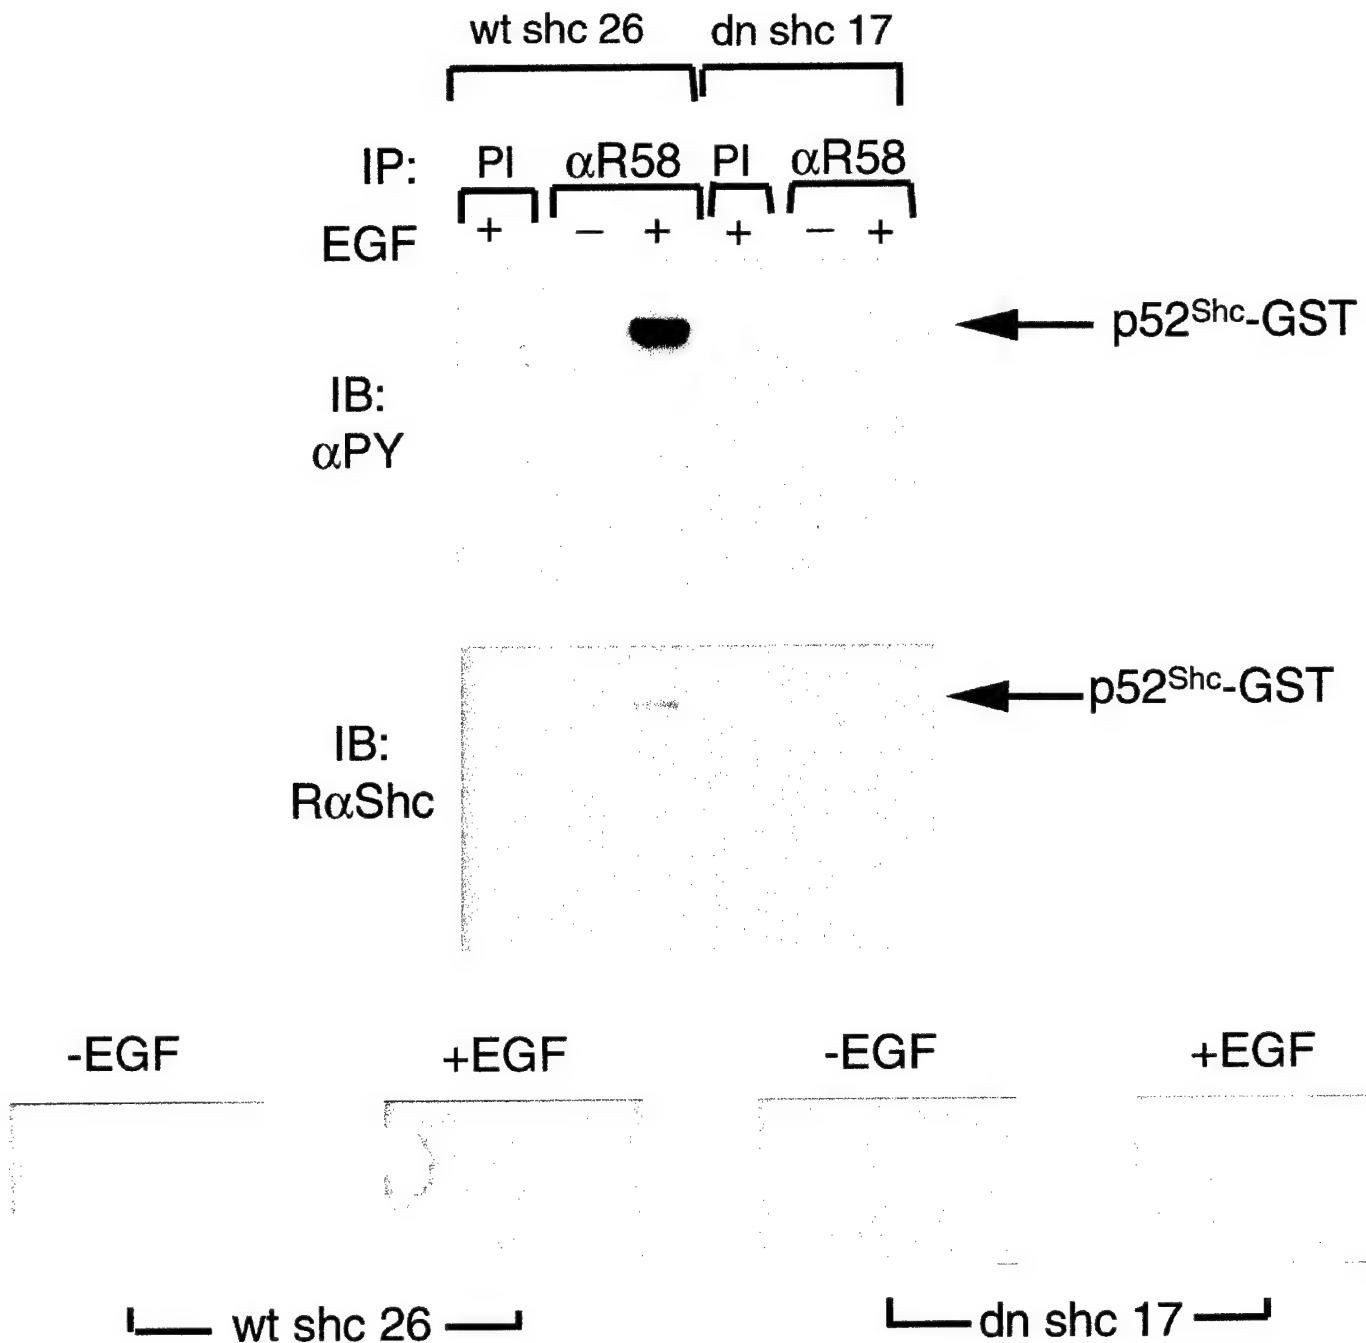 wt shc 26 dn shc 17
IP: PI αR58 PI αR58
EGF + − + + − +
p52Shc-GST
IB:
αPY
p52Shc-GST
IB:
RαShc
-EGF +EGF -EGF +EGF
wt shc 26 dn shc 17